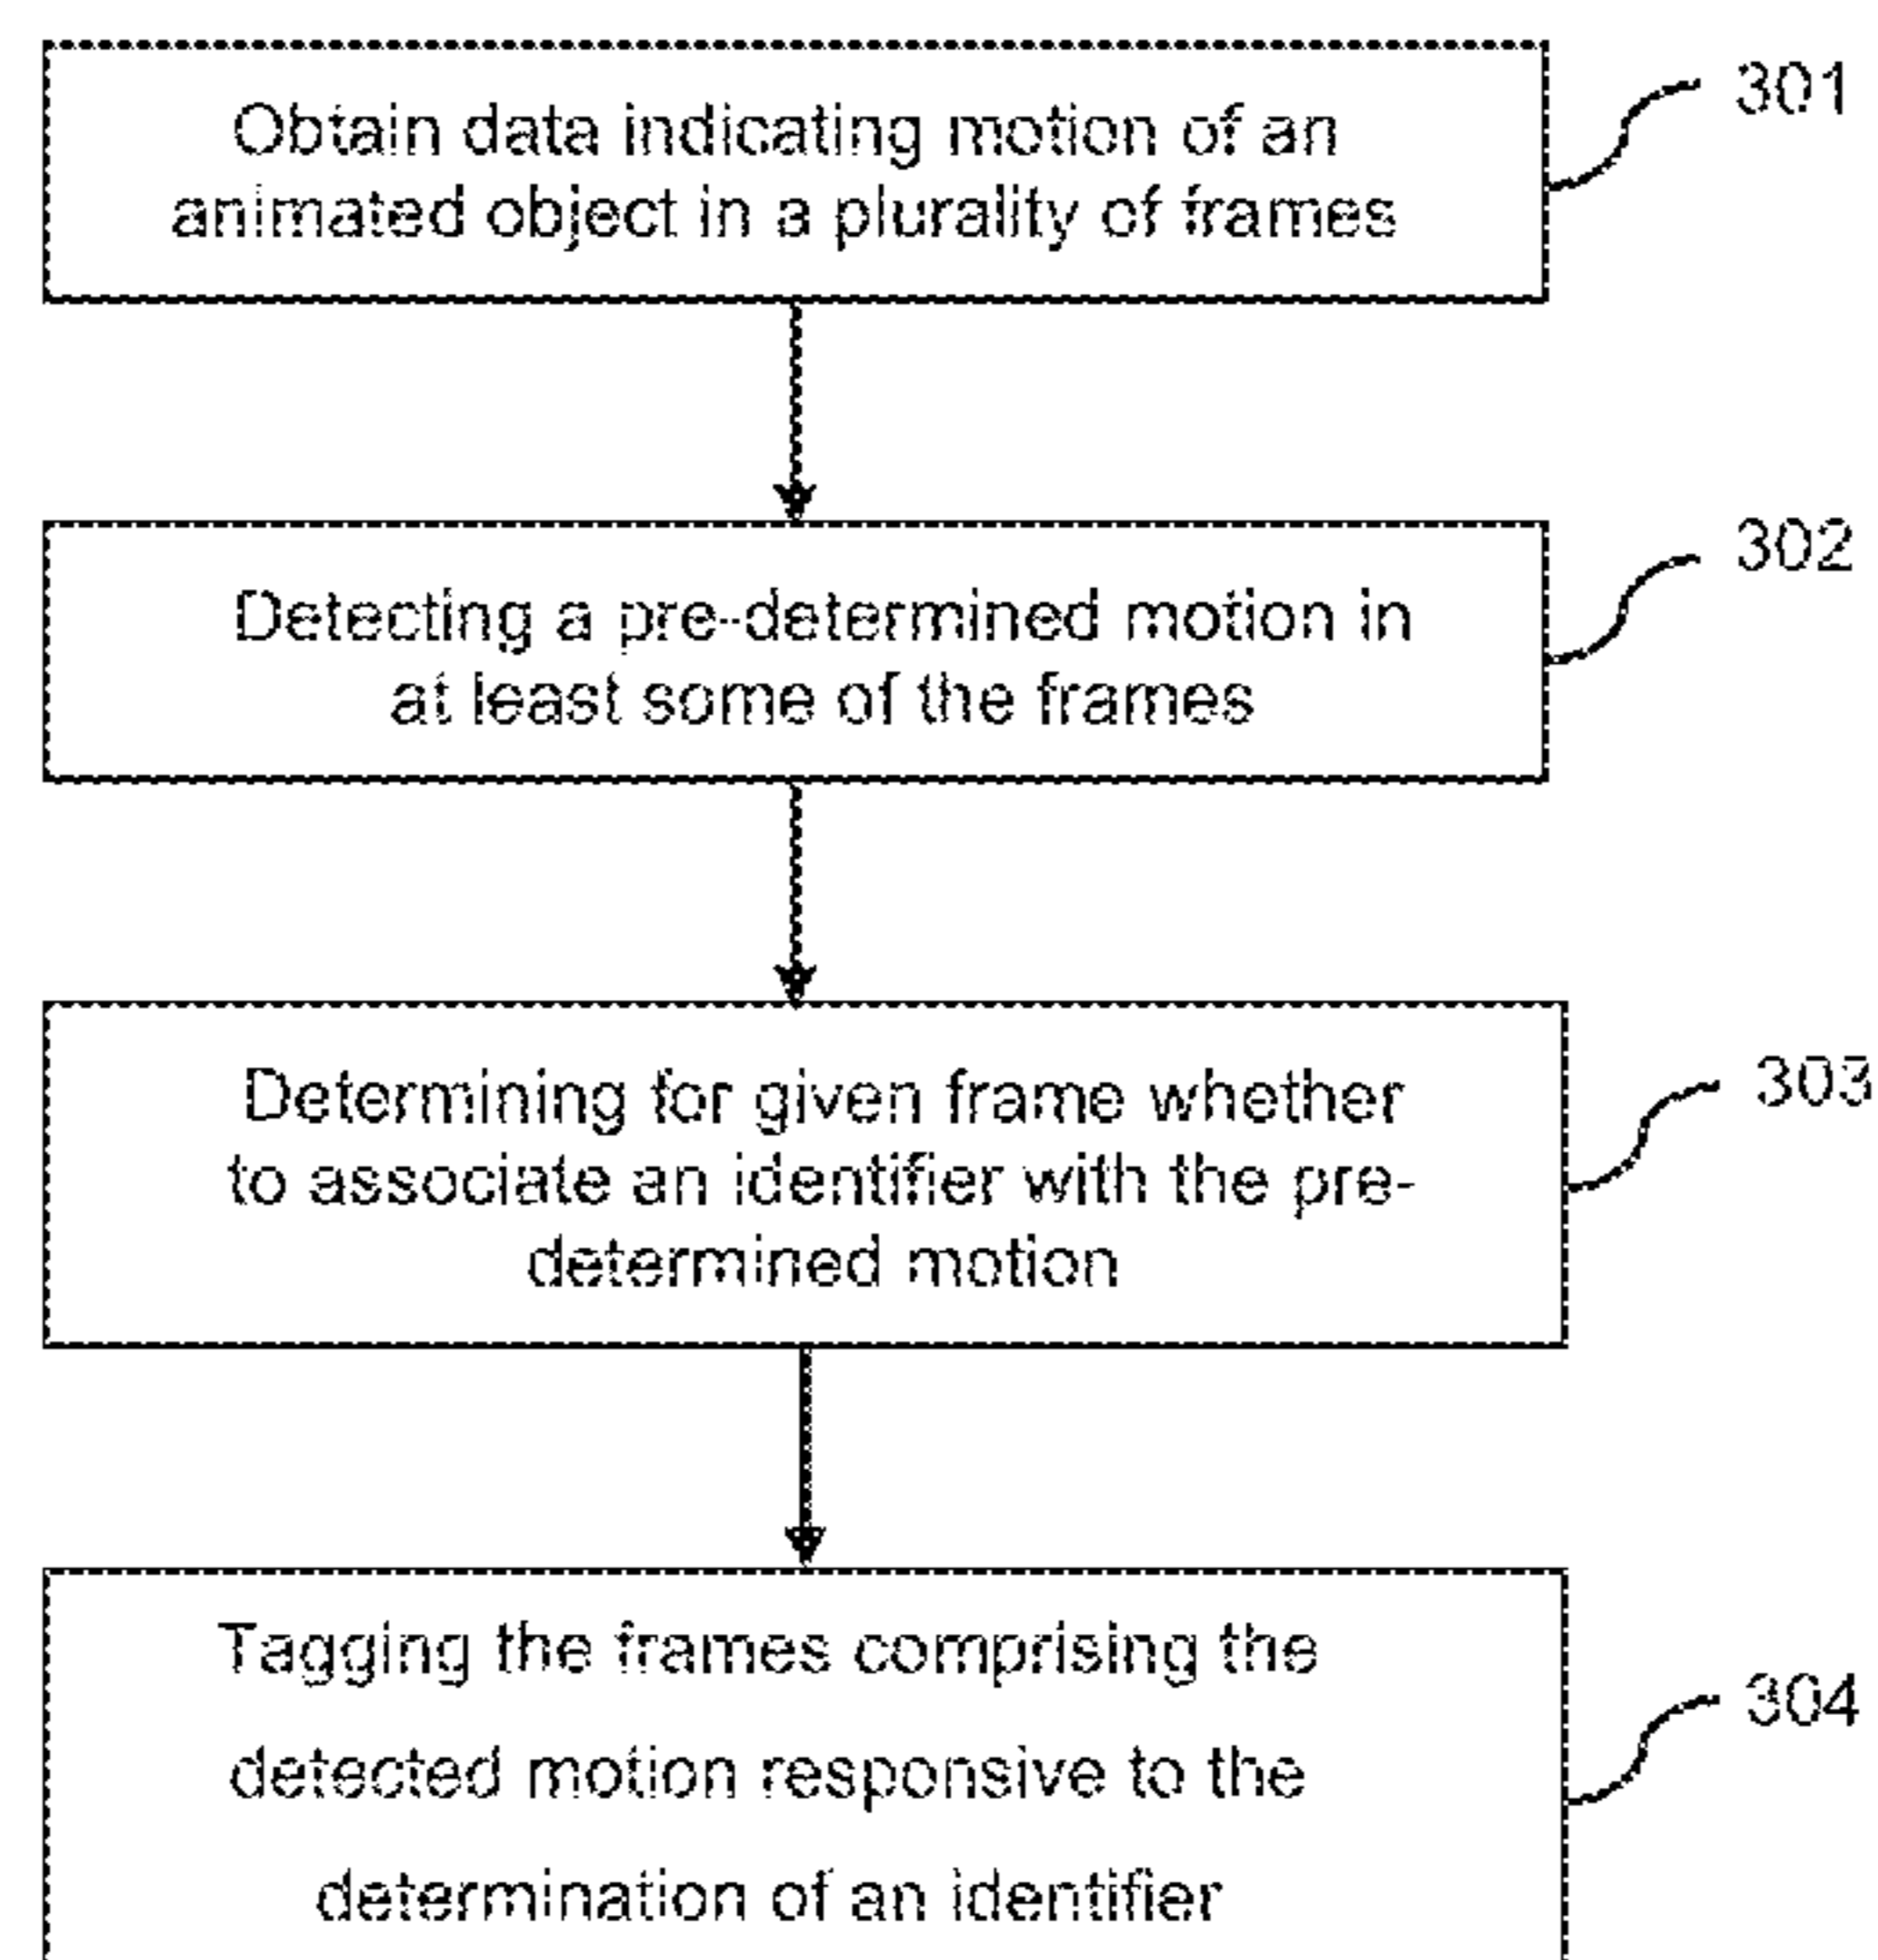 Obtain data indicating motion of an
animated object in a plurality of frames
301
Detecting a pre-determined motion in
at least some of the frames
302
Determining for given frame whether
to associate an identifier with the pre-
determined motion
303
Tagging the frames comprising the
detected motion responsive to the
determination of an identifier
304